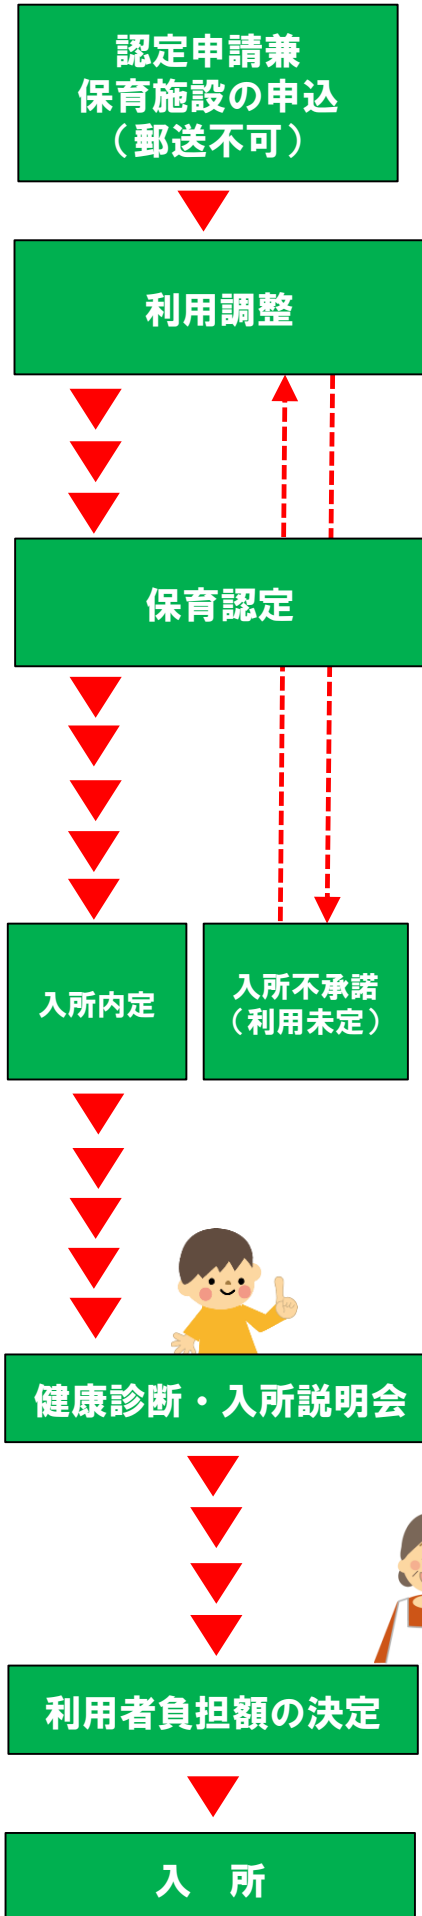 認定申請兼
保育施設の申込
（郵送不可）
利用調整
保育認定
入所内定
入所不承諾
（利用未定）
健康診断・入所説明会
利用者負担額の決定
入　所